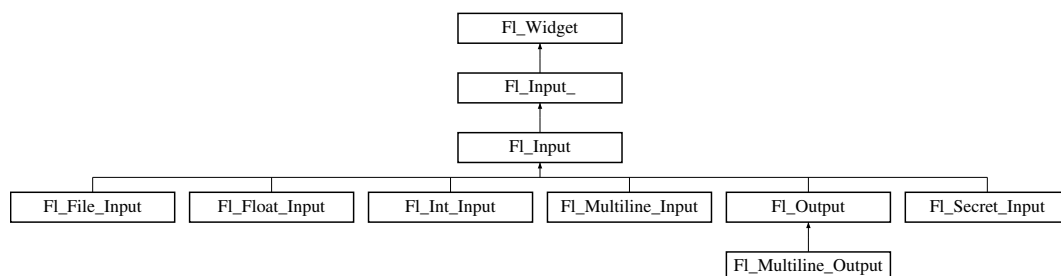 Fl_Widget
Fl_Input_
Fl_Input
Fl_File_Input Fl_Float_Input Fl_Int_Input Fl_Multiline_Input Fl_Output Fl_Secret_Input
Fl_Multiline_Output